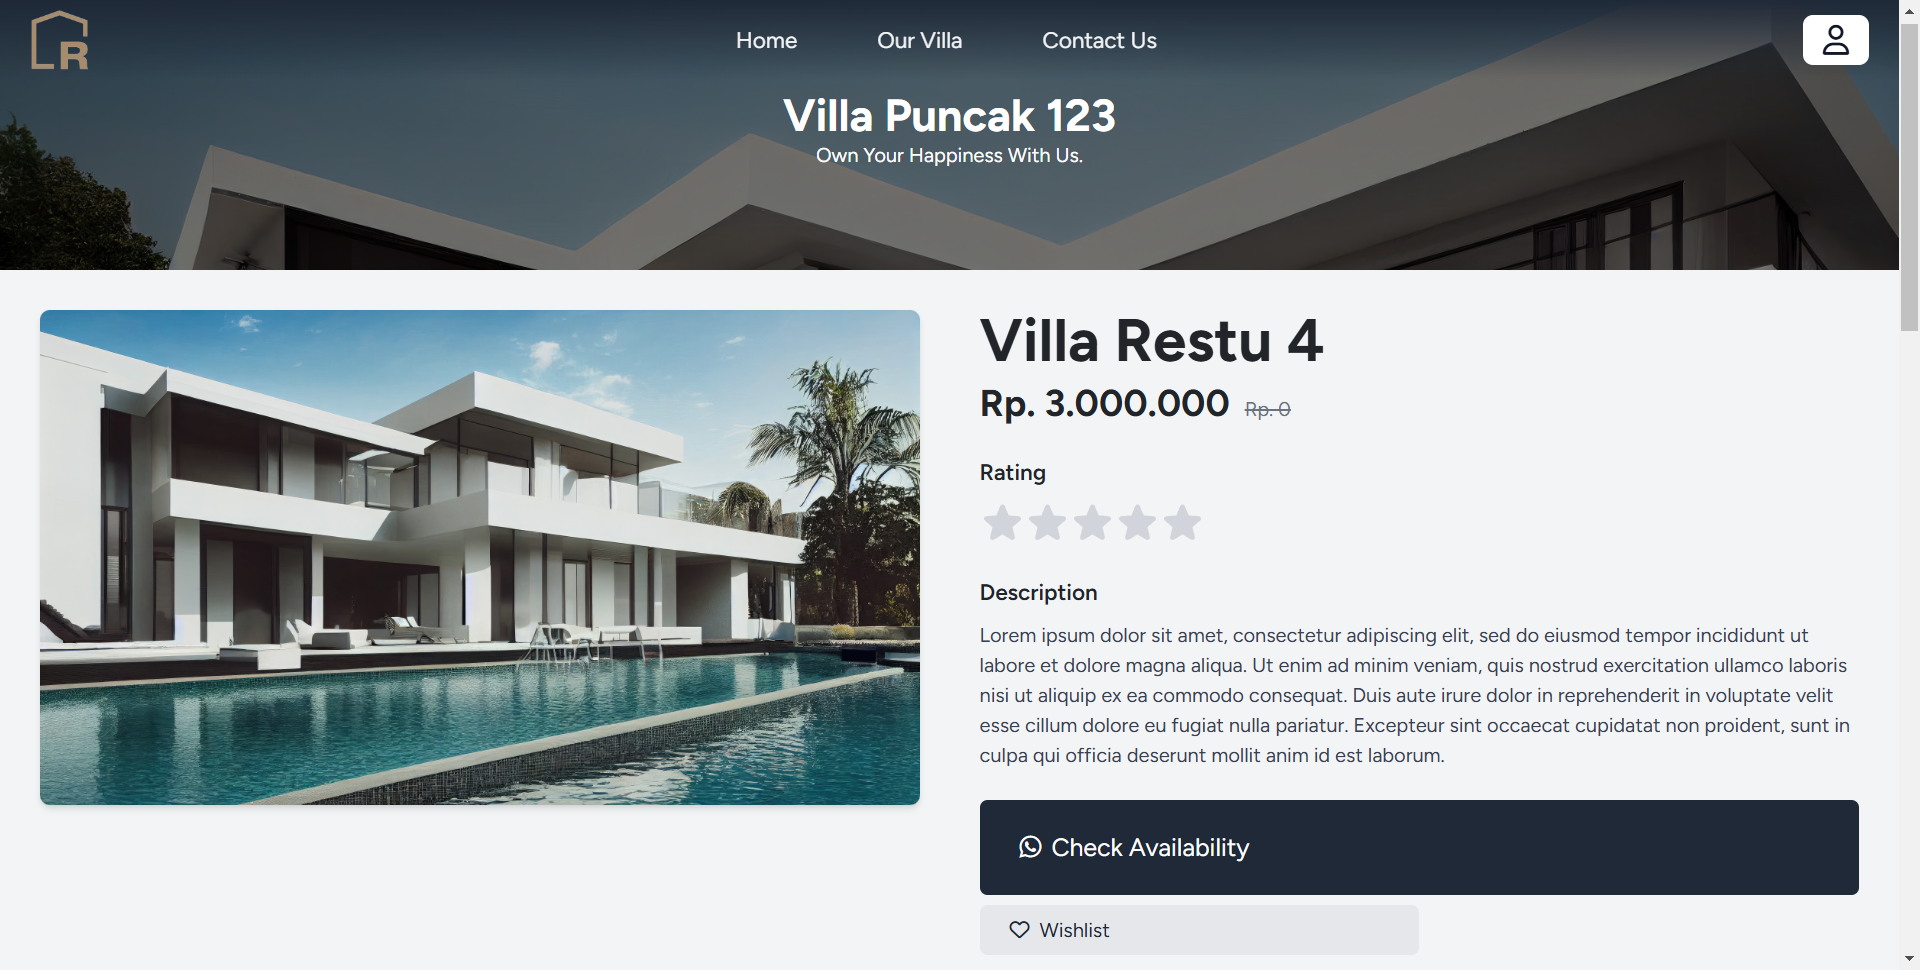 R
Home
Our Villa
Contact Us
Villa Puncak 123
Own Your Happiness With Us.
Villa Restu 4
Rp. 3.000.000 Rp. 0
Rating
Description
Lorem ipsum dolor sit amet, consectetur adipiscing elit, sed do eiusmod tempor incididunt ut
labore et dolore magna aliqua. Ut enim ad minim veniam, quis nostrud exercitation ullamco laboris
nisi ut aliquip ex ea commodo consequat. Duis aute irure dolor in reprehenderit in voluptate velit
esse cillum dolore eu fugiat nulla pariatur. Excepteur sint occaecat cupidatat non proident, sunt in
culpa qui officia deserunt mollit anim id est laborum.
Check Availability
Wishlist